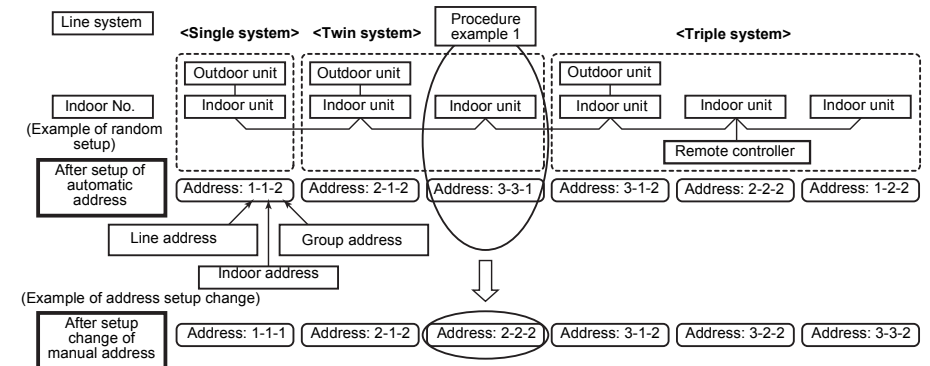 Line system
<Single system>
<Twin system>
Procedure
example 1
<Triple system>
Outdoor unit
Outdoor unit
Outdoor unit
Indoor No.
Indoor unit
Indoor unit
Indoor unit
Indoor unit
Indoor unit
Indoor unit
(Example of random
setup)
Remote controller
After setup of
automatic
address
Address: 1-1-2
Address: 2-1-2
Address: 3-3-1
Address: 3-1-2
Address: 2-2-2
Address: 1-2-2
Line address
Group address
Indoor address
(Example of address setup change)
After setup
change of
manual address
Address: 1-1-1
Address: 2-1-2
Address: 2-2-2
Address: 3-1-2
Address: 3-2-2
Address: 3-3-2